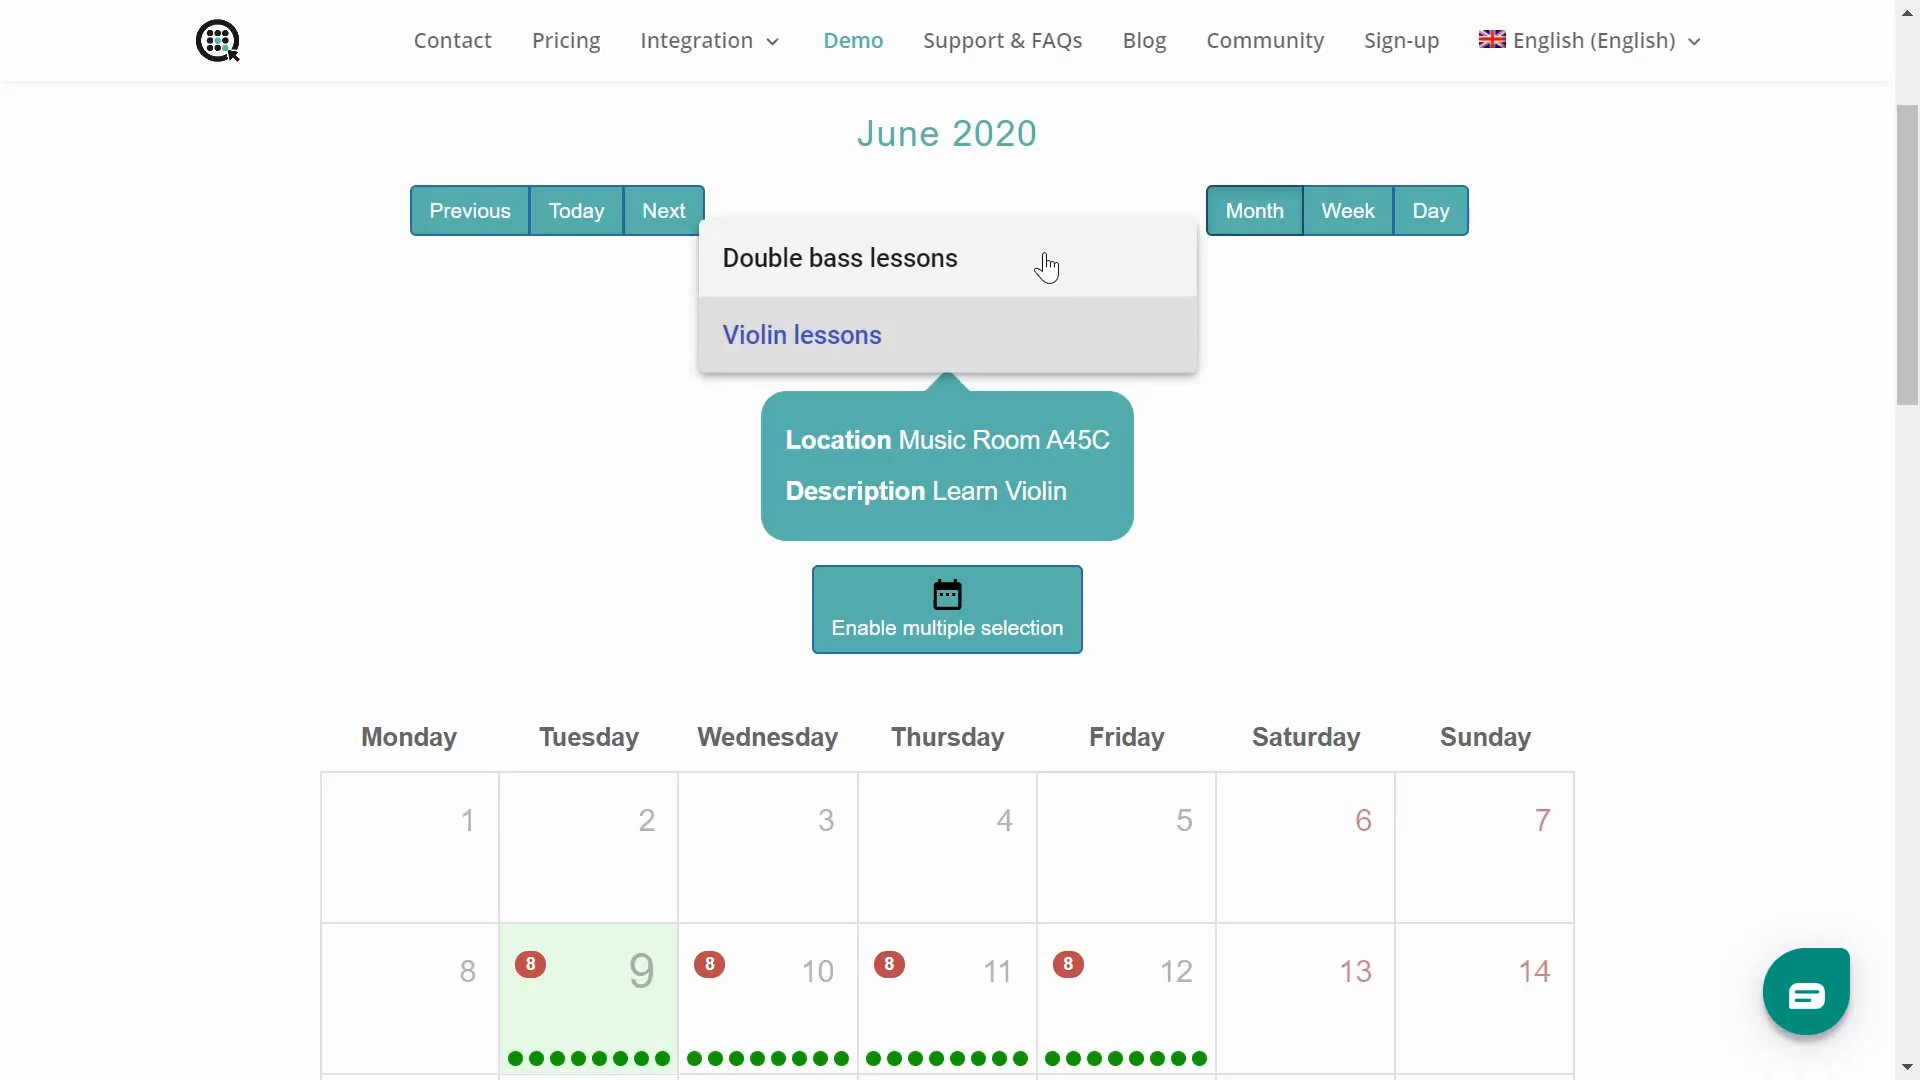 Contact Pricing Integration Demo Support & FAQs Blog Community Sign-up English (English)
June 2020
Previous Today Next
Month Week Day
Double bass lessons
Violin lessons
Location Music Room A45C
Description Learn Violin
Enable multiple selection
Monday Tuesday Wednesday Thursday Friday Saturday Sunday
1 2 3 4 5 6 7
8 8 9 8 10 8 11 8 12 13 14